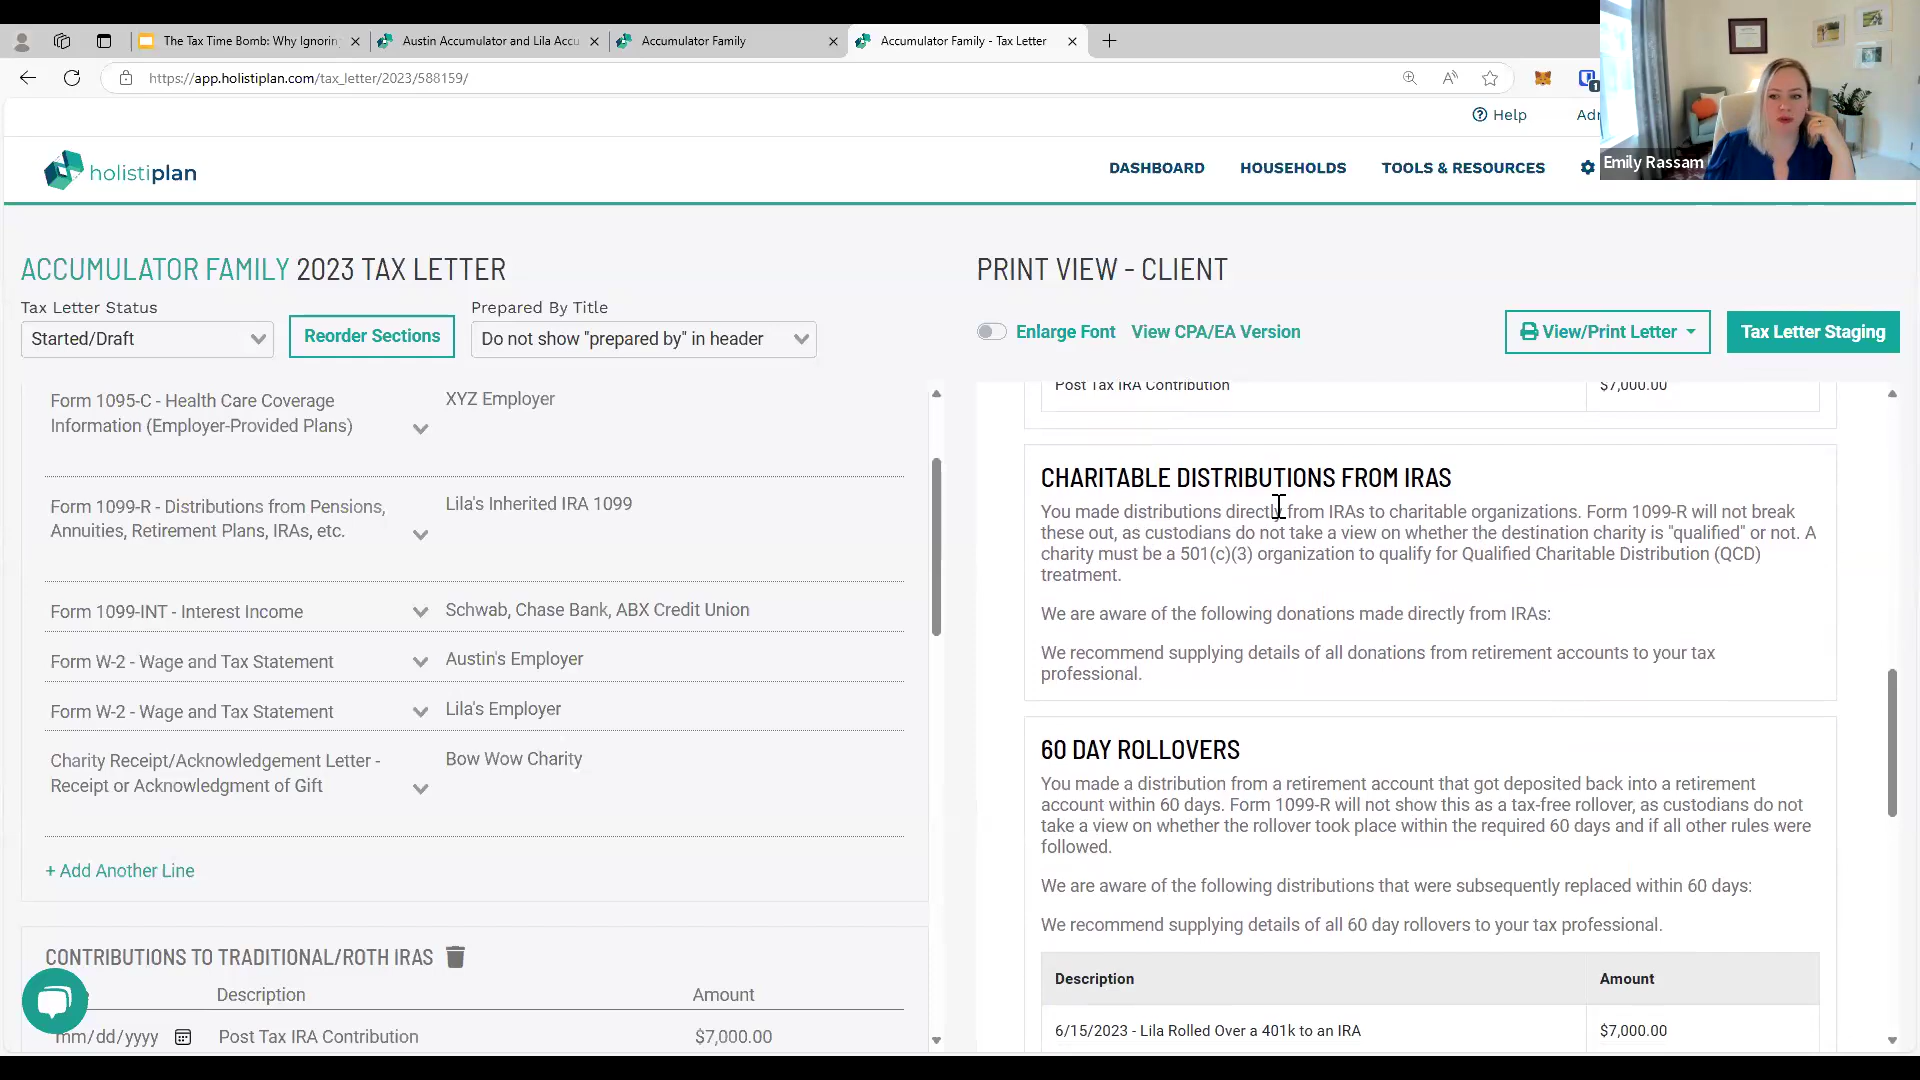 The Tax Time Bomb: Why Ignorin
Austin Accumulator and Lila Accu
Accumulator Family
Accumulator Family - Tax Letter
https://app.holistiplan.com/tax_letter/2023/588159/
Help
Emily Rassam
holistiplan
DASHBOARD
HOUSEHOLDS
TOOLS & RESOURCES
ACCUMULATOR FAMILY 2023 TAX LETTER
Tax Letter Status
Started/Draft
Reorder Sections
Prepared By Title
Do not show "prepared by" in header
Form 1095-C - Health Care Coverage
Information (Employer-Provided Plans)
XYZ Employer
Form 1099-R - Distributions from Pensions,
Annuities, Retirement Plans, IRAs, etc.
Lila's Inherited IRA 1099
Form 1099-INT - Interest Income
Schwab, Chase Bank, ABX Credit Union
Form W-2 - Wage and Tax Statement
Austin's Employer
Form W-2 - Wage and Tax Statement
Lila's Employer
Charity Receipt/Acknowledgement Letter -
Receipt or Acknowledgment of Gift
Bow Wow Charity
+ Add Another Line
CONTRIBUTIONS TO TRADITIONAL/ROTH IRAS
Description
Amount
mm/dd/yyyy
Post Tax IRA Contribution
$7,000.00
PRINT VIEW - CLIENT
Enlarge Font
View CPA/EA Version
View/Print Letter
Tax Letter Staging
Post Tax IRA Contribution
$7,000.00
CHARITABLE DISTRIBUTIONS FROM IRAS
You made distributions directly from IRAs to charitable organizations. Form 1099-R will not break
these out, as custodians do not take a view on whether the destination charity is "qualified" or not. A
charity must be a 501(c)(3) organization to qualify for Qualified Charitable Distribution (QCD)
treatment.
We are aware of the following donations made directly from IRAs:
We recommend supplying details of all donations from retirement accounts to your tax
professional.
60 DAY ROLLOVERS
You made a distribution from a retirement account that got deposited back into a retirement
account within 60 days. Form 1099-R will not show this as a tax-free rollover, as custodians do not
take a view on whether the rollover took place within the required 60 days and if all other rules were
followed.
We are aware of the following distributions that were subsequently replaced within 60 days:
We recommend supplying details of all 60 day rollovers to your tax professional.
Description
Amount
6/15/2023 - Lila Rolled Over a 401k to an IRA
$7,000.00